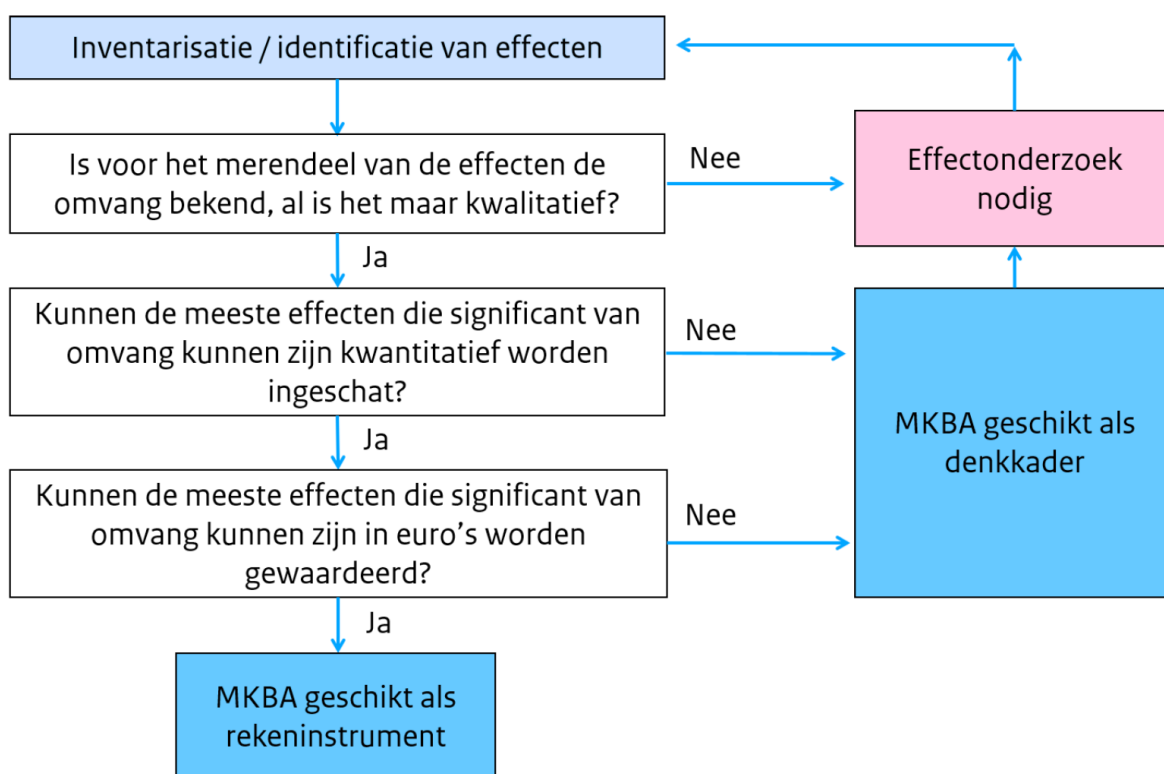 Inventarisatie / identificatie van effecten
Is voor het merendeel van de effecten de
omvang bekend, al is het maar kwalitatief?
Nee
Effectonderzoek
nodig
Ja
Kunnen de meeste effecten die significant van
omvang kunnen zijn kwantitatief worden
ingeschat?
Nee
MKBA geschikt als
denkkader
Ja
Kunnen de meeste effecten die significant van
omvang kunnen zijn in euro's worden
gewaardeerd?
Nee
Ja
MKBA geschikt als
rekeninstrument